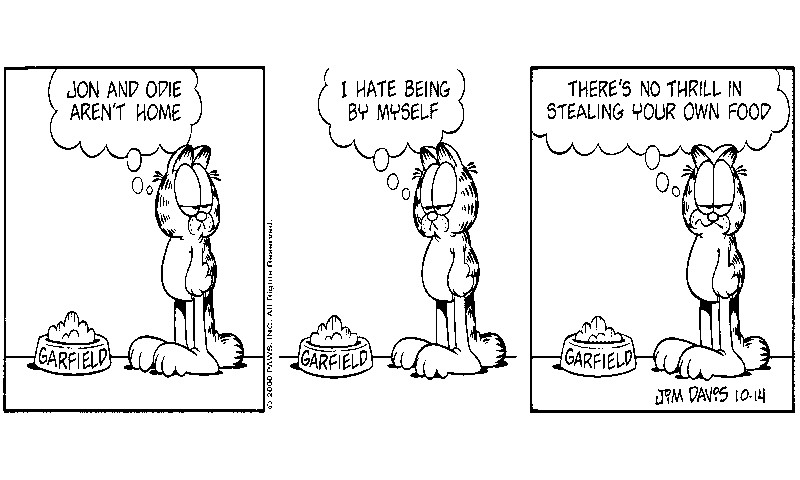 JON AND ODIE
AREN'T HOME
GARFIELD
© 2000 PAWS, INC. All Rights Reserved.
I HATE BEING
BY MYSELF
GARFIELD
THERE'S NO THRILL IN
STEALING YOUR OWN FOOD
GARFIELD
JIM DAVIS 10-14